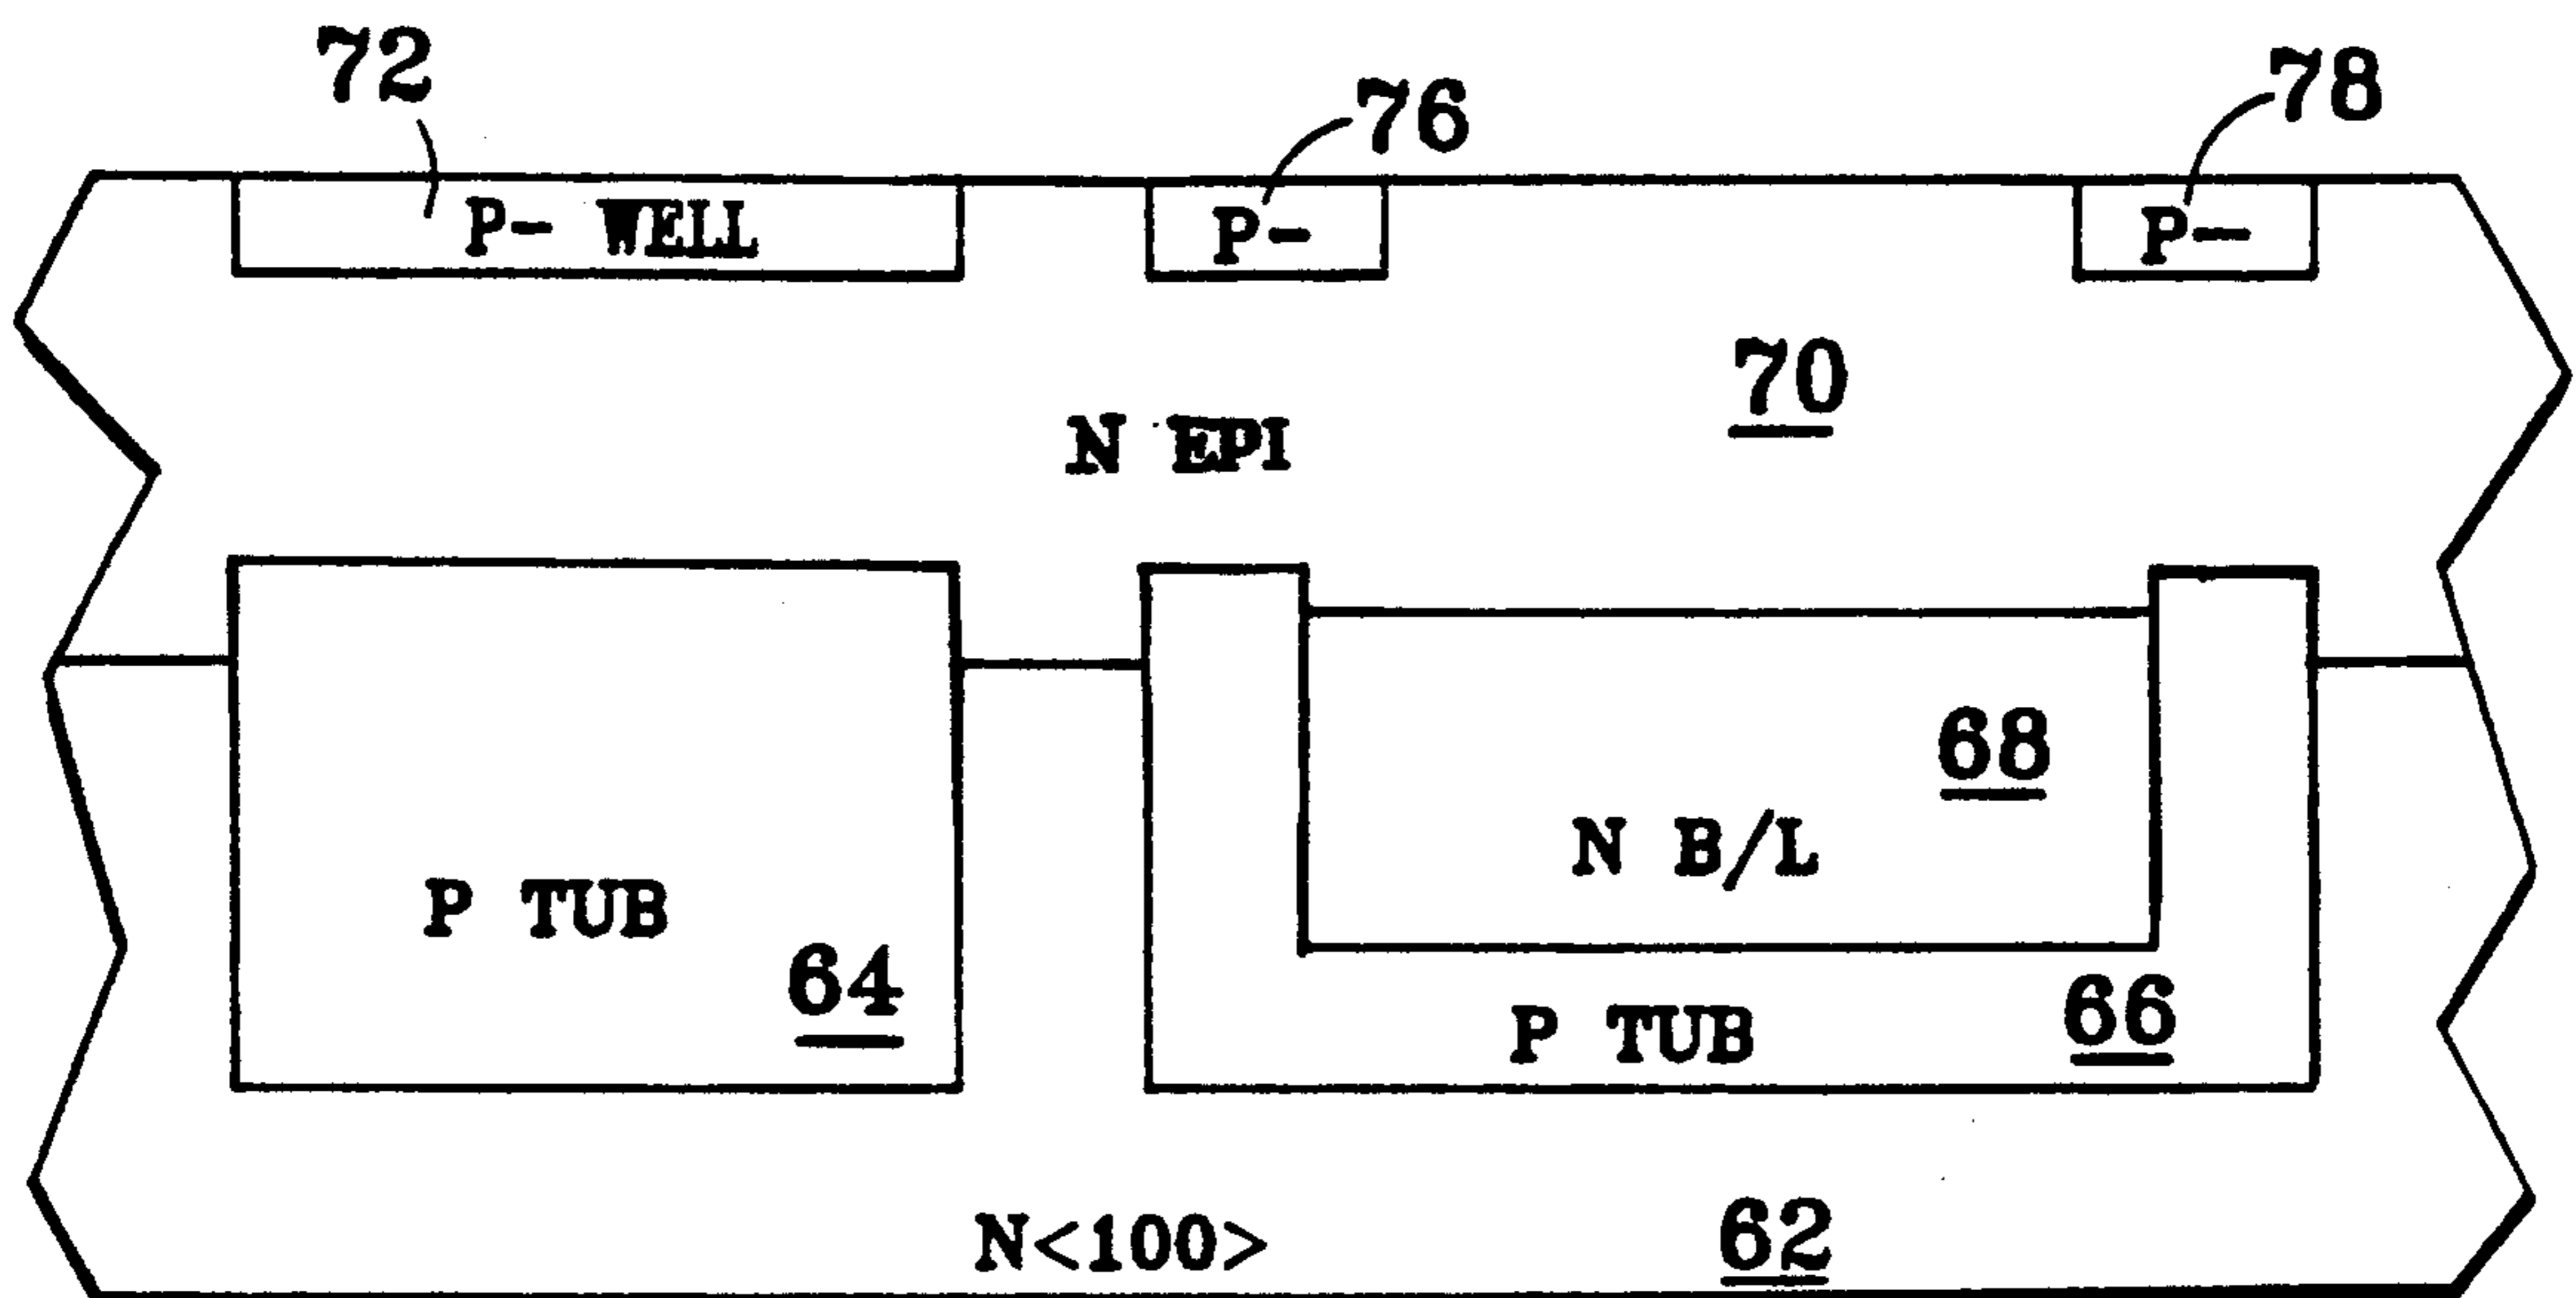 72
76
78
P- WELL
P-
P-
70
N EPI
68
N B/L
P TUB
64
66
P TUB
N<100>
62